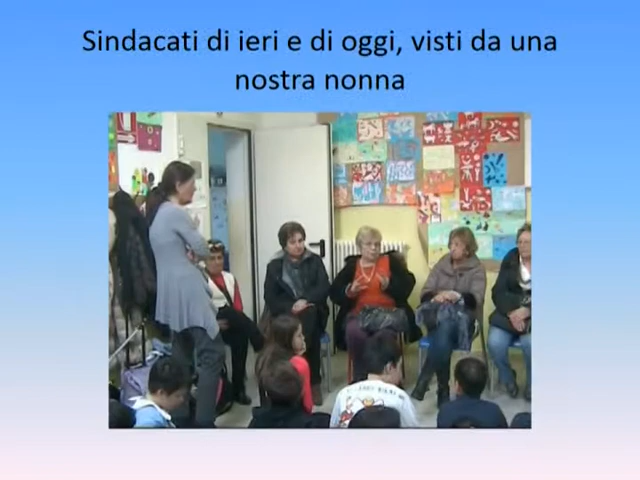 Sindacati di ieri e di oggi, visti da una
nostra nonna